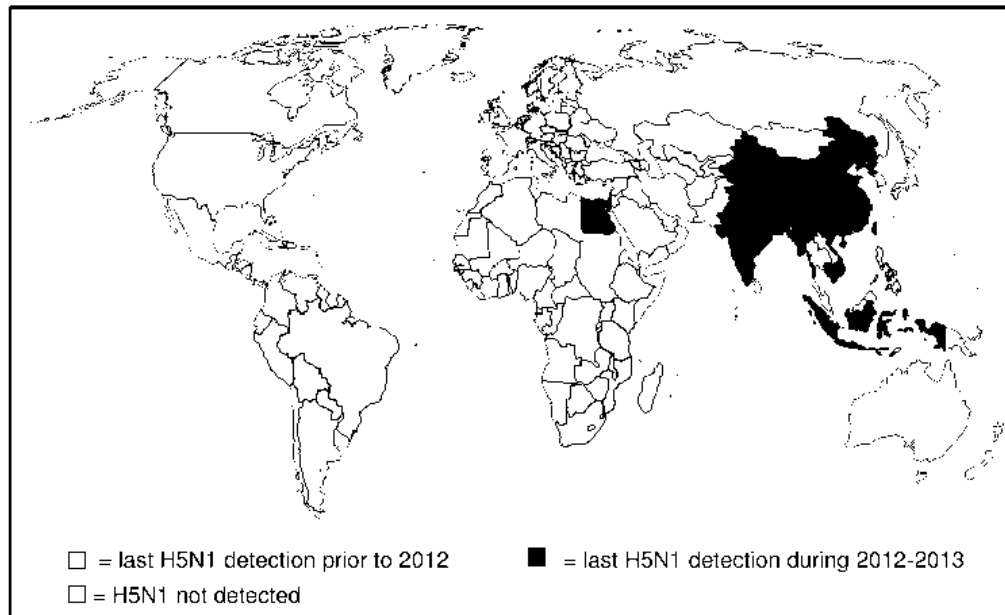 = last H5N1 detection prior to 2012
= last H5N1 detection during 2012-2013
= H5N1 not detected